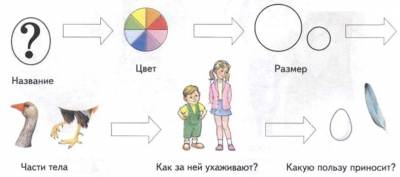 ?
Название
Цвет
Размер
Части тела
Как за ней ухаживают?
Какую пользу приносит?